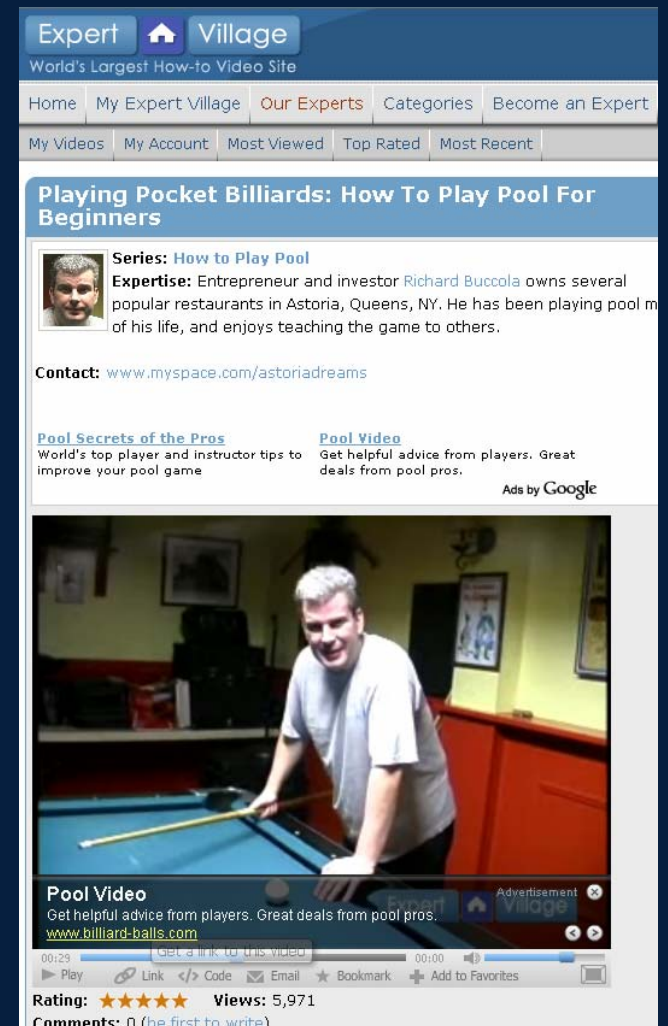 Expert Village
World's Largest How-to Video Site
Home My Expert Village Our Experts Categories Become an Expert
My Videos My Account Most Viewed Top Rated Most Recent
Playing Pocket Billiards: How To Play Pool For
Beginners
Series: How to Play Pool
Expertise: Entrepreneur and investor Richard Buccola owns several
popular restaurants in Astoria, Queens, NY. He has been playing pool m
of his life, and enjoys teaching the game to others.
Contact: www.myspace.com/astoriadreams
Pool Secrets of the Pros
World's top player and instructor tips to
improve your pool game
Pool Video
Get helpful advice from players. Great
deals from pool pros.
Ads by Google
Pool Video
Advertisement
Expert Village
Get helpful advice from players. Great deals from pool pros.
www.billiard-balls.com
Get a link to this video
00:29 00:00
Play Link </> Code Email Bookmark Add to Favorites
Rating: Views: 5,971
Comments: 0 (be first to write)